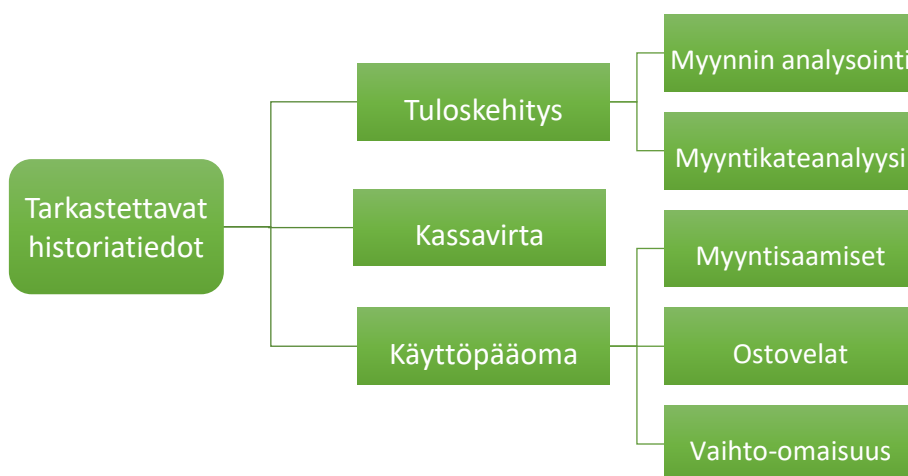 Tarkastettavat
historiatiedot
Tuloskehitys
Myynnin analysointi
Myyntikateanalyysi
Kassavirta
Käyttöpääoma
Myyntisaamiset
Ostovelat
Vaihto-omaisuus